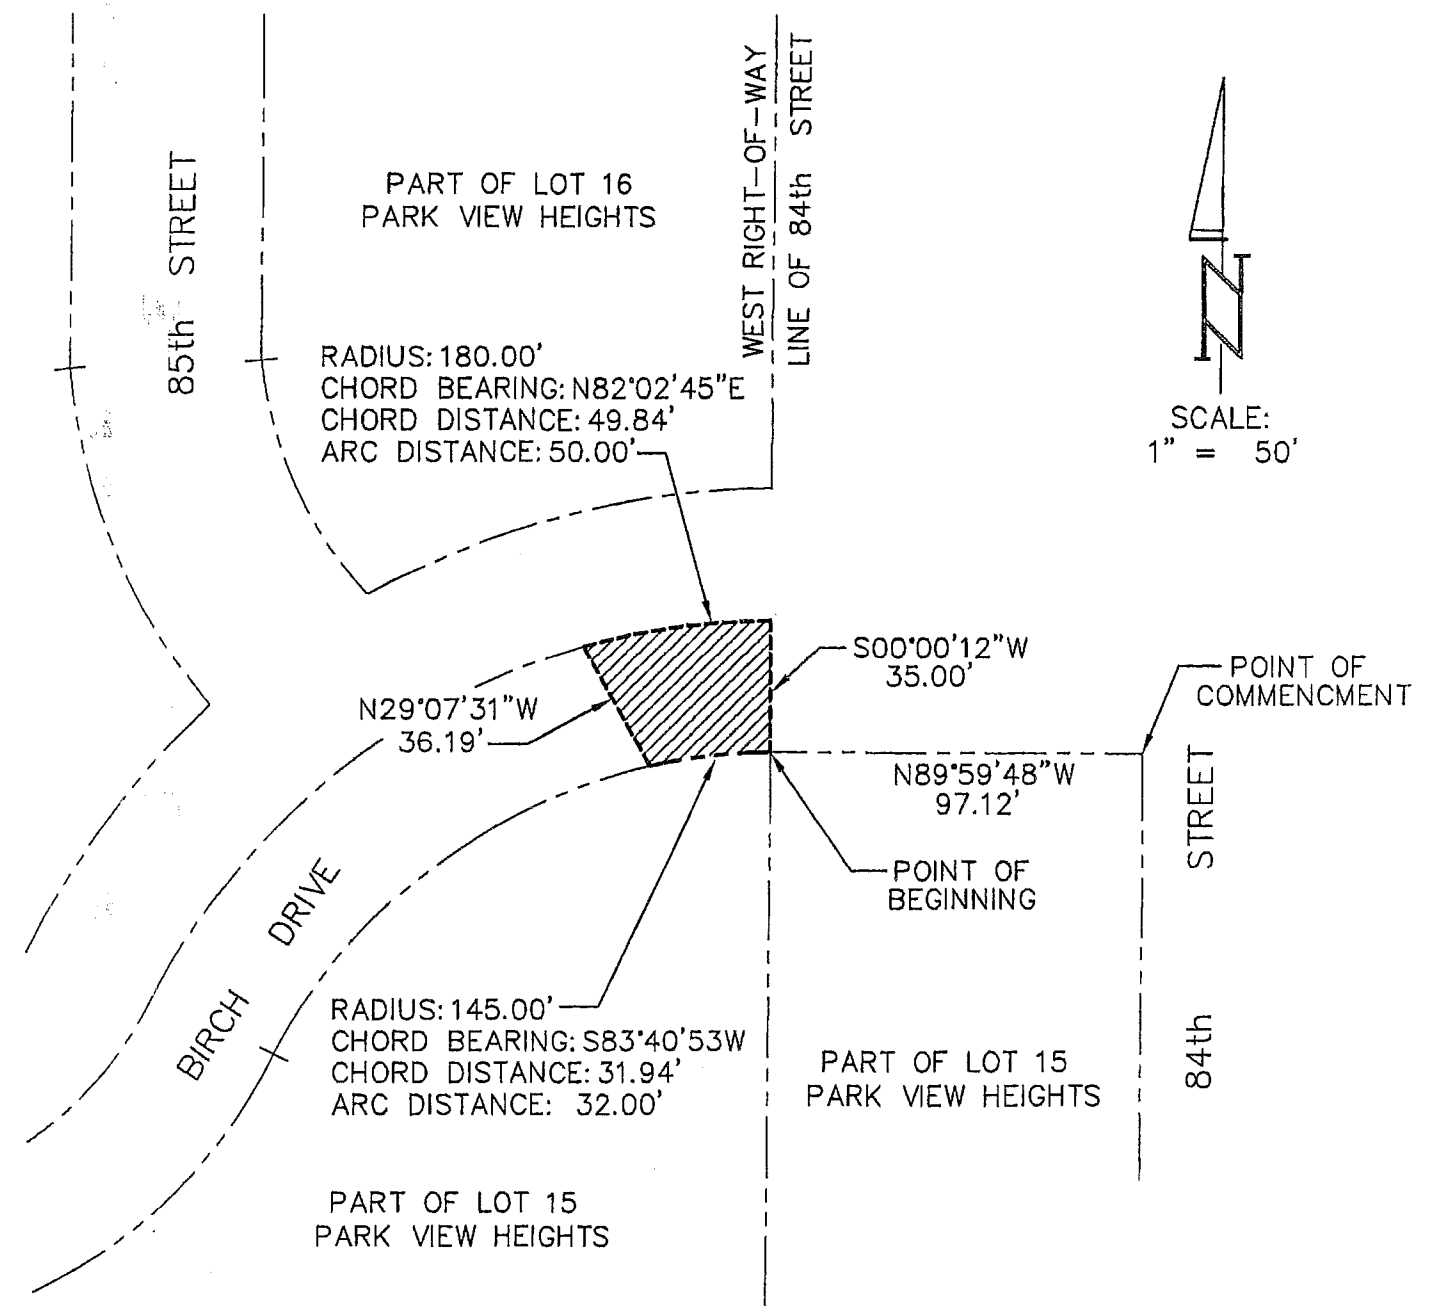 WEST RIGHT-OF-WAY
LINE OF 84th STREET
85th STREET
PART OF LOT 16
PARK VIEW HEIGHTS
RADIUS: 180.00'
CHORD BEARING: N82°02'45"E
CHORD DISTANCE: 49.84'
ARC DISTANCE: 50.00'
N
SCALE:
1" = 50'
S00°00'12"W
35.00'
POINT OF
COMMENCMENT
N29°07'31"W
36.19'
N89°59'48"W
97.12'
POINT OF
BEGINNING
84th STREET
BIRCH DRIVE
RADIUS: 145.00'
CHORD BEARING: S83°40'53W
CHORD DISTANCE: 31.94'
ARC DISTANCE: 32.00'
PART OF LOT 15
PARK VIEW HEIGHTS
PART OF LOT 15
PARK VIEW HEIGHTS